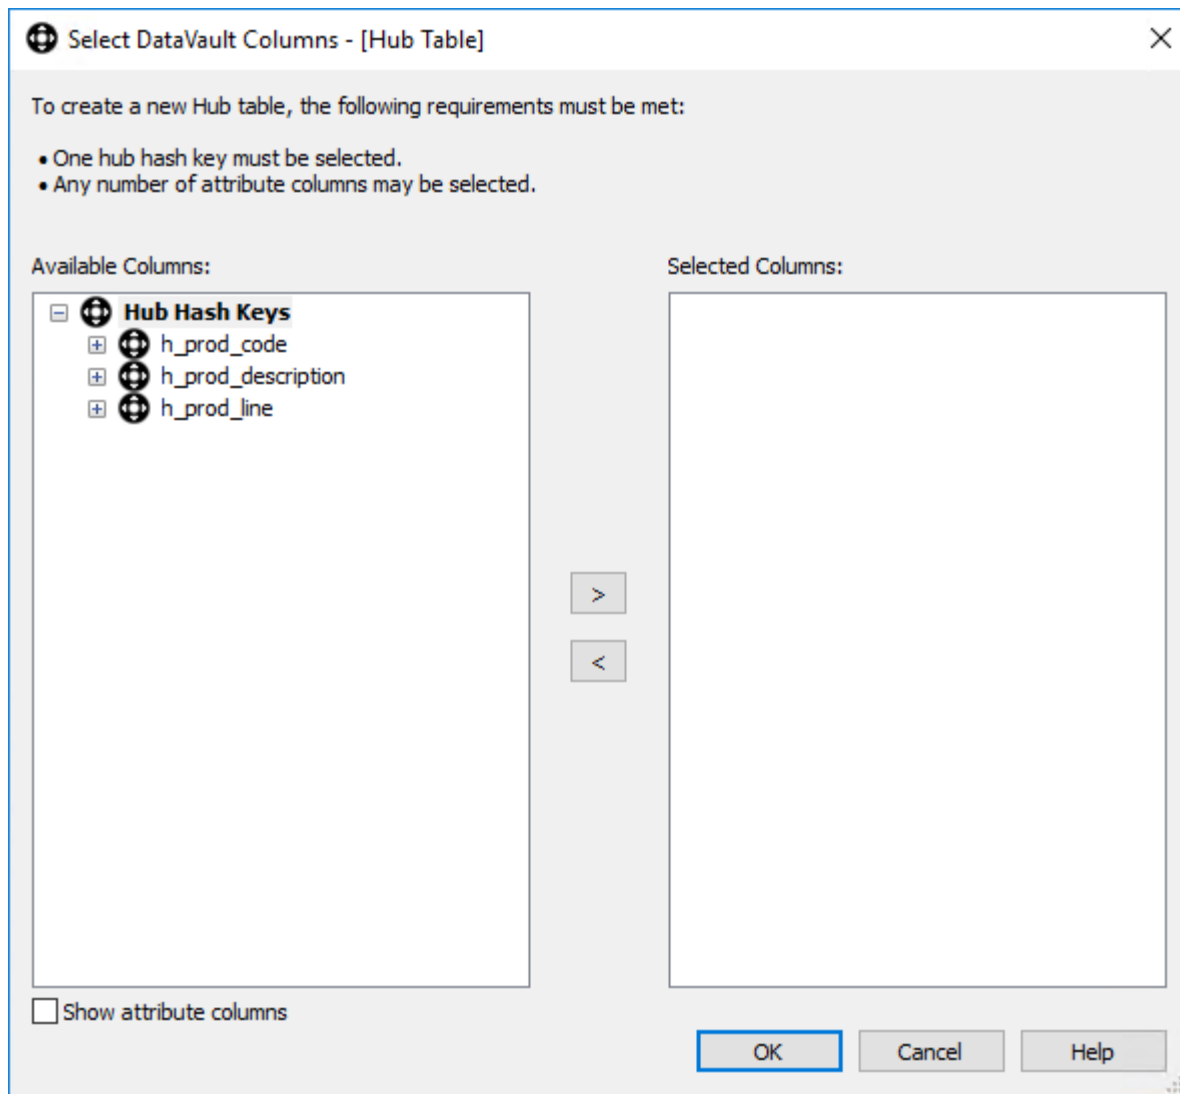 Select DataVault Columns - [Hub Table]
To create a new Hub table, the following requirements must be met:
• One hub hash key must be selected.
• Any number of attribute columns may be selected.
Available Columns:
Selected Columns:
Hub Hash Keys
h_prod_code
h_prod_description
h_prod_line
>
<
Show attribute columns
OK
Cancel
Help